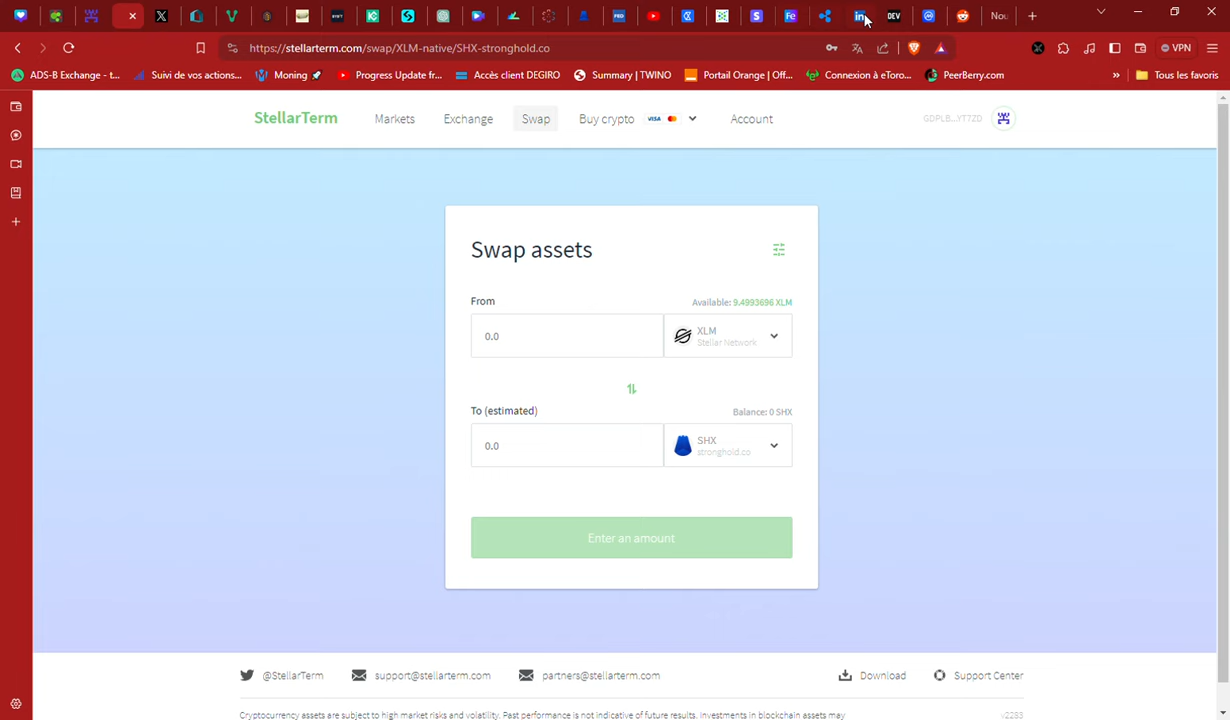 Nou
https://stellarterm.com/swap/XLM-native/SHX-stronghold.co
VPN
ADS-B Exchange - t...
Suivi de vos actions...
Moning 🚀
Progress Update fr...
Accès client DEGIRO
Summary | TWINO
Portail Orange | Off...
Connexion à eToro...
PeerBerry.com
»
Tous les favoris
StellarTerm
Markets
Exchange
Swap
Buy crypto
VISA
Account
GDPLB...YT7ZD
Swap assets
From
Available: 9.4993696 XLM
0.0
XLM
Stellar Network
To (estimated)
Balance: 0 SHX
0.0
SHX
stronghold.co
Enter an amount
@StellarTerm
support@stellarterm.com
partners@stellarterm.com
Download
Support Center
Cryptocurrency assets are subject to high market risks and volatility. Past performance is not indicative of future results. Investments in blockchain assets may
v2283